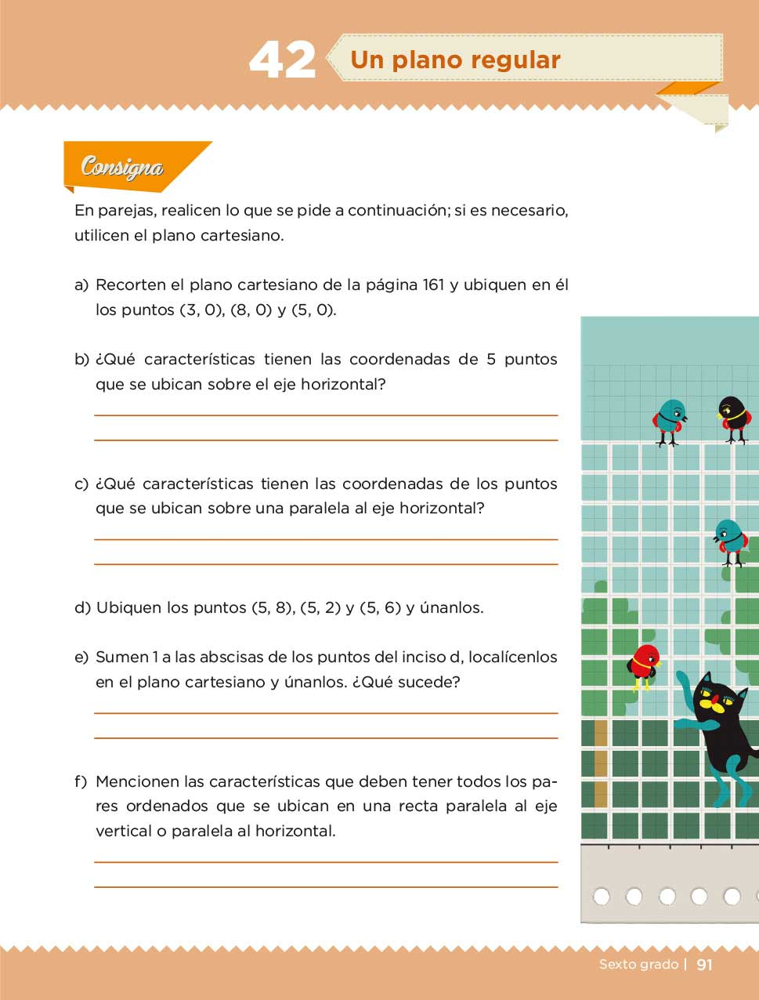 42
Un plano regular
Consigna
En parejas, realicen lo que se pide a continuación; si es necesario,
utilicen el plano cartesiano.
a) Recorten el plano cartesiano de la página 161 y ubiquen en él
los puntos (3, 0), (8, 0) y (5, 0).
b) ¿Qué características tienen las coordenadas de 5 puntos
que se ubican sobre el eje horizontal?
c) ¿Qué características tienen las coordenadas de los puntos
que se ubican sobre una paralela al eje horizontal?
d) Ubiquen los puntos (5, 8), (5, 2) y (5, 6) y únanlos.
e) Sumen 1 a las abscisas de los puntos del inciso d, localícenlos
en el plano cartesiano y únanlos. ¿Qué sucede?
f) Mencionen las características que deben tener todos los pa-
res ordenados que se ubican en una recta paralela al eje
vertical o paralela al horizontal.
Sexto grado | 91